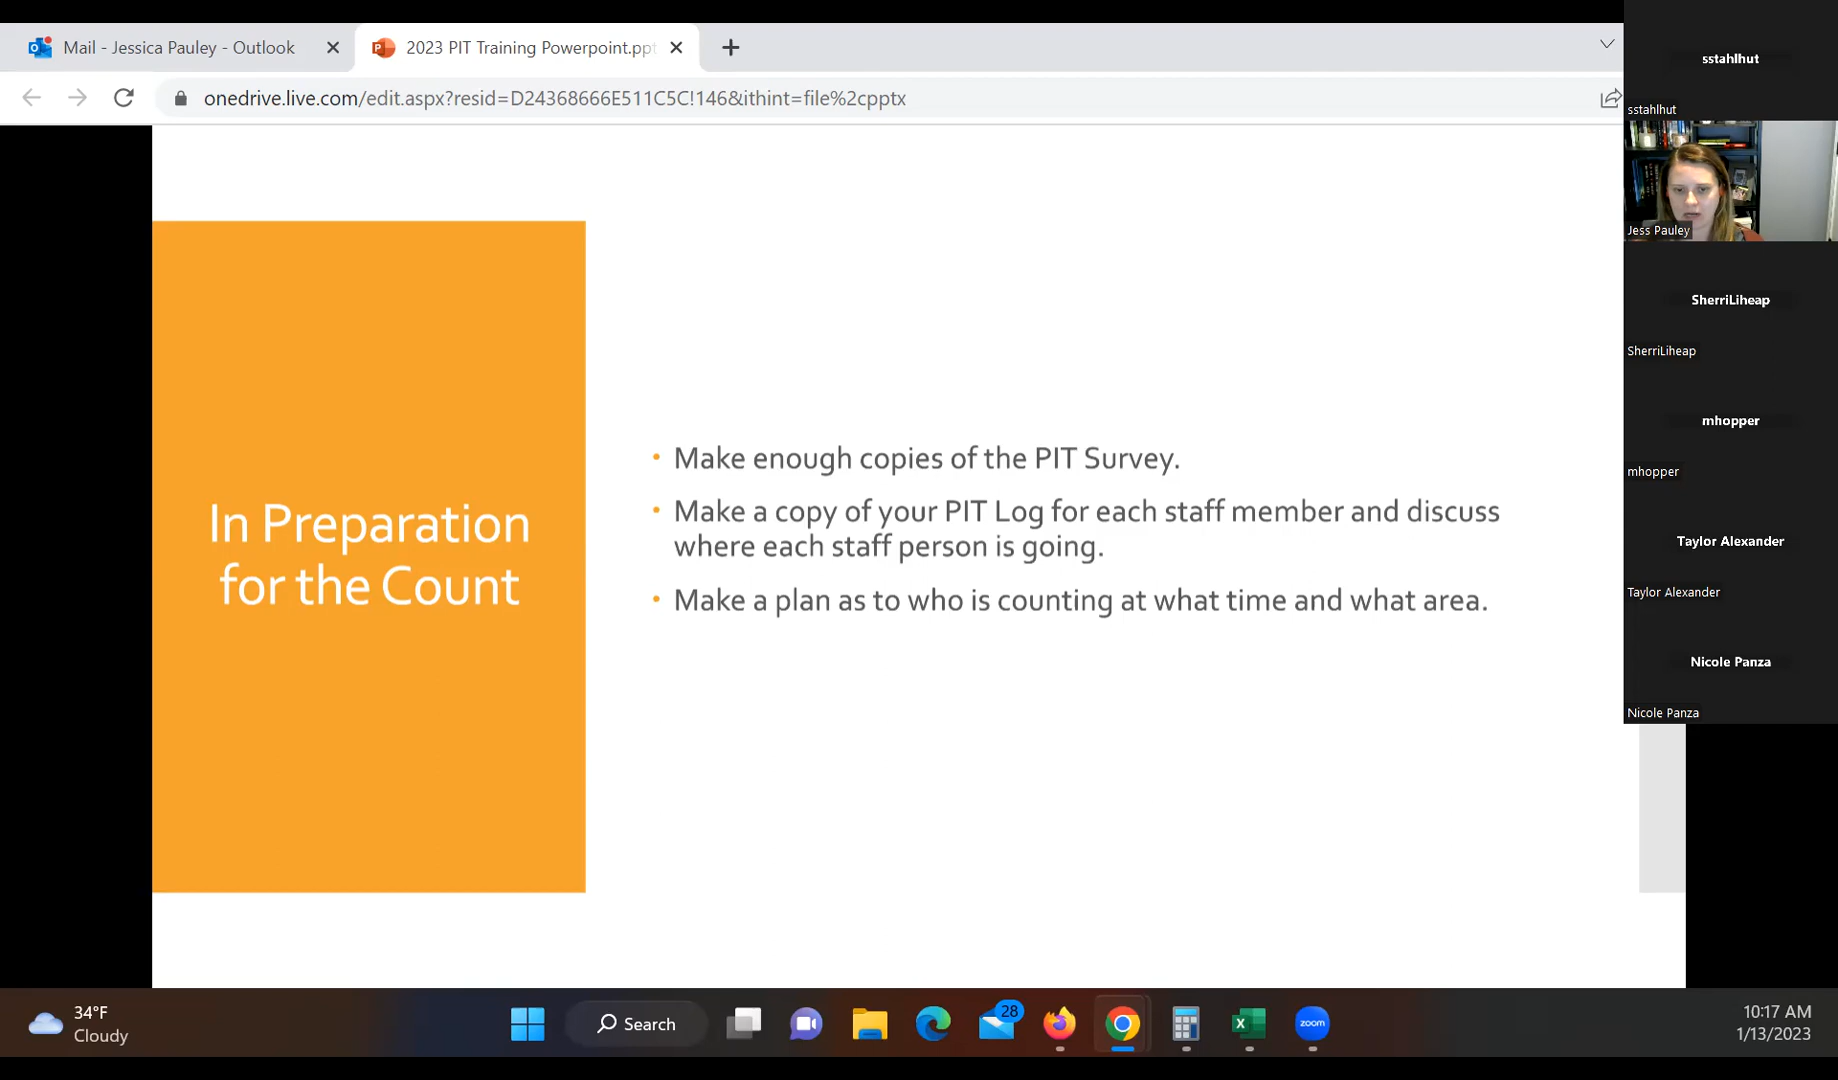 Mail - Jessica Pauley - Outlook
2023 PIT Training Powerpoint.ppt
onedrive.live.com/edit.aspx?resid=D24368666E511C5C!146&ithint=file%2cpptx
In Preparation
for the Count
• Make enough copies of the PIT Survey.
• Make a copy of your PIT Log for each staff member and discuss
where each staff person is going.
• Make a plan as to who is counting at what time and what area.
sstahlhut
sstahlhut
Jess Pauley
SherriLiheap
SherriLiheap
mhopper
mhopper
Taylor Alexander
Taylor Alexander
Nicole Panza
Nicole Panza
34°F
Cloudy
Search
28
zoom
10:17 AM
1/13/2023